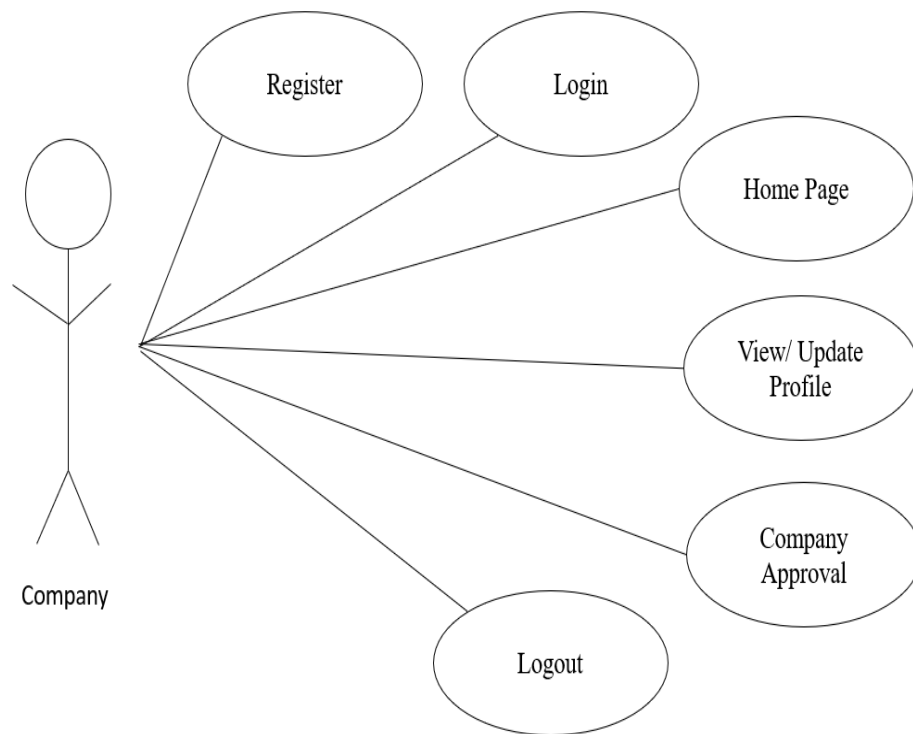 Register
Login
Home Page
View/ Update
Profile
Company
Approval
Company
Logout